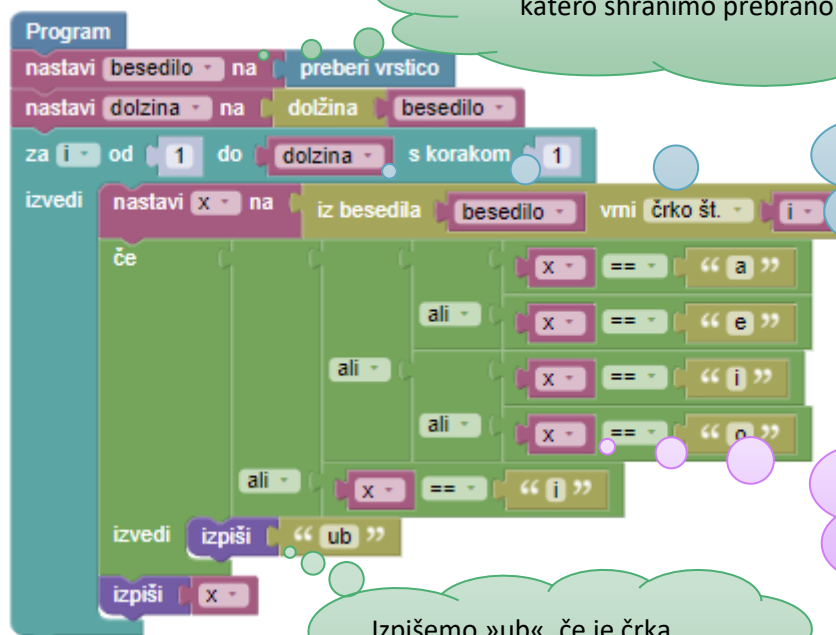 katero shranimo prebrano
Program
nastavi besedilo na preberi vrstico
nastavi dolzina na dolžina besedilo
za i od 1 do dolzina s korakom 1
izvedi nastavi x na iz besedila besedilo vrni črko št. i
če x == “ a ”
ali x == “ e ”
ali x == “ i ”
ali x == “ o ”
ali x == “ i ”
izvedi izpiši “ ub ”
izpiši x
Izpišemo »ub«, če je črka